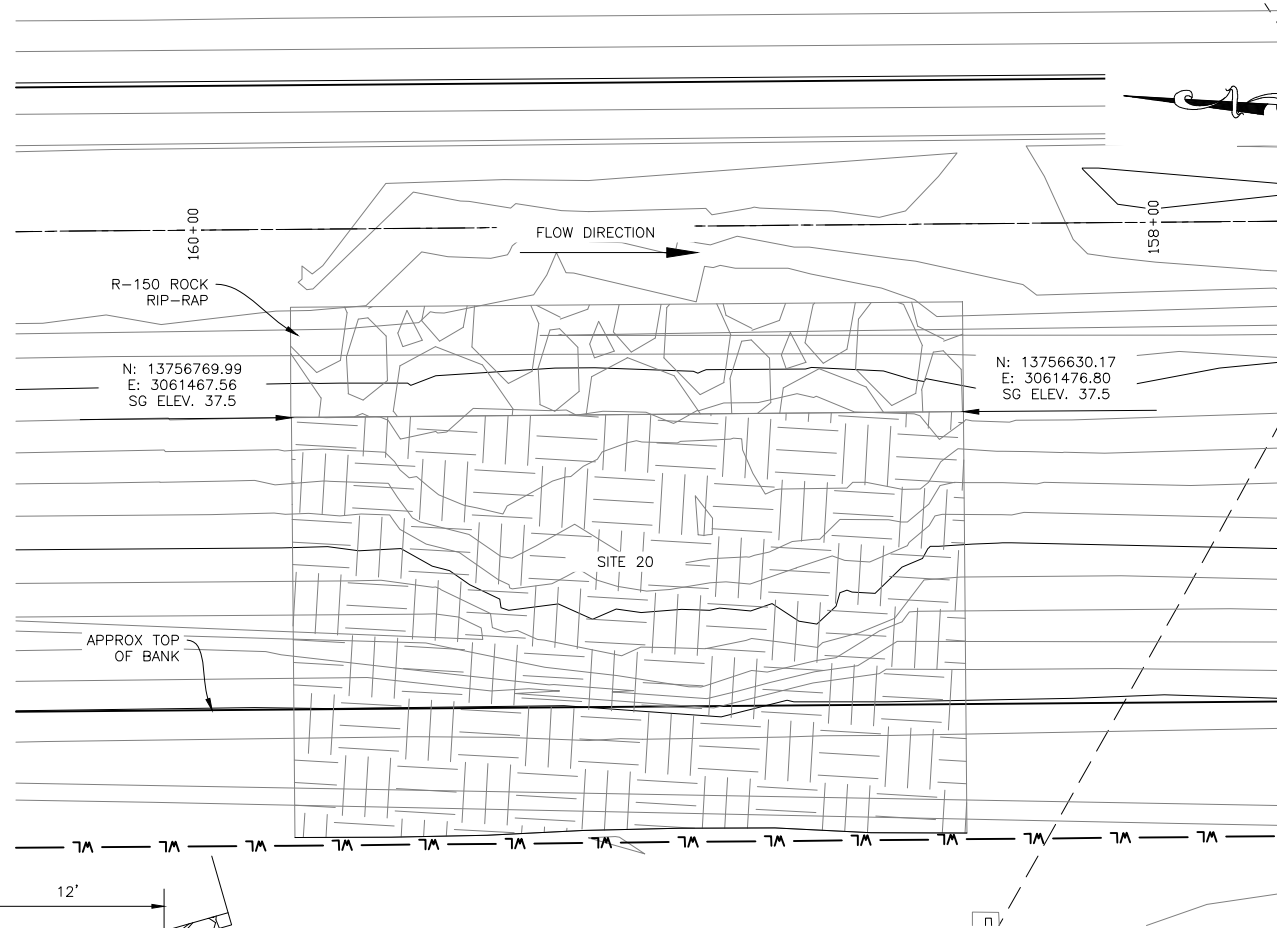 160+00
158+00
FLOW DIRECTION
R-150 ROCK
RIP-RAP
N: 13756769.99
E: 3061467.56
SG ELEV. 37.5
N: 13756630.17
E: 3061476.80
SG ELEV. 37.5
SITE 20
APPROX TOP
OF BANK
12'